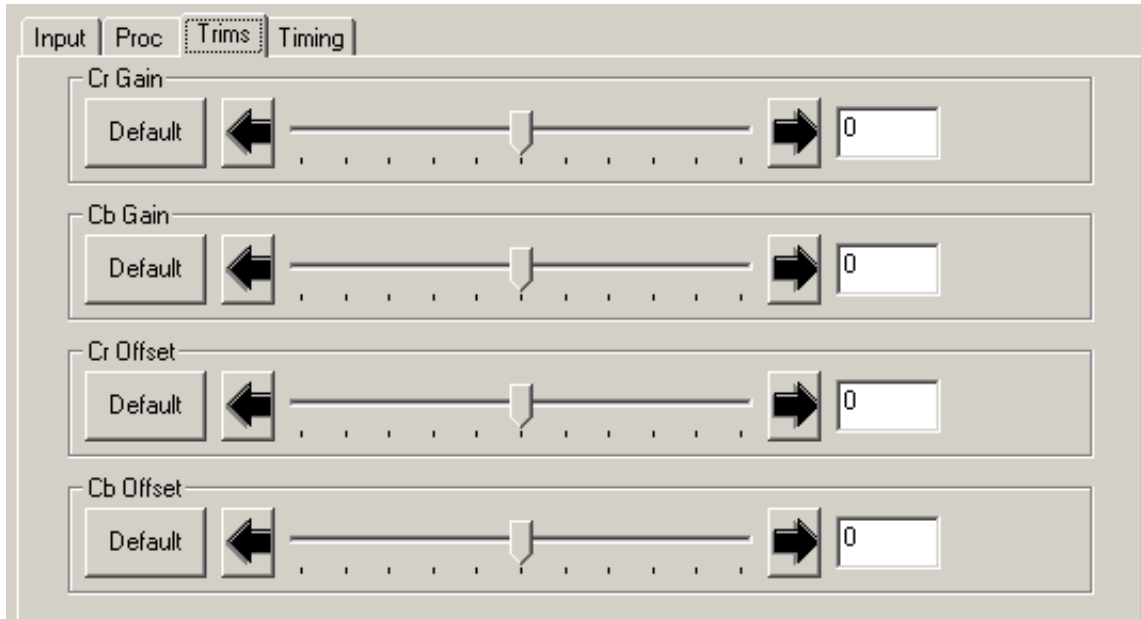 Input Proc Trims Timing
Cr Gain
Default 0
Cb Gain
Default 0
Cr Offset
Default 0
Cb Offset
Default 0